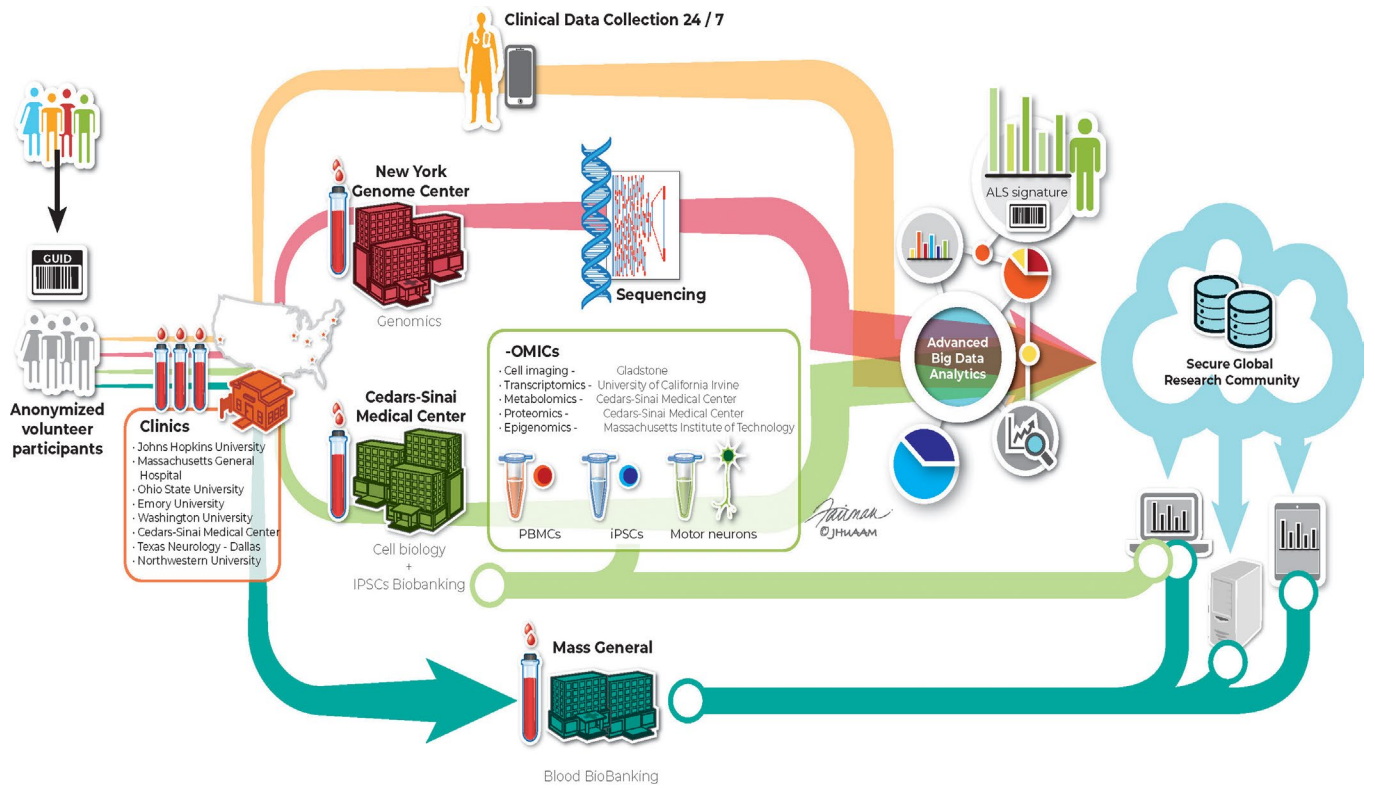 Clinical Data Collection 24 / 7
New York
Genome Center
Genomics
Sequencing
ALS signature
GUID
Anonymized
volunteer
participants
Clinics
· Johns Hopkins University
· Massachusetts General
Hospital
· Ohio State University
· Emory University
· Washington University
· Cedars-Sinai Medical Center
· Texas Neurology - Dallas
· Northwestern University
Cedars-Sinai
Medical Center
Cell biology
+
IPSCs Biobanking
-OMICs
· Cell imaging - Gladstone
· Transcriptomics - University of California Irvine
· Metabolomics - Cedars-Sinai Medical Center
· Proteomics - Cedars-Sinai Medical Center
· Epigenomics - Massachusetts Institute of Technology
PBMCs
iPSCs
Motor neurons
Fairman
©JHUAAM
Advanced
Big Data
Analytics
Secure Global
Research Community
Mass General
Blood BioBanking